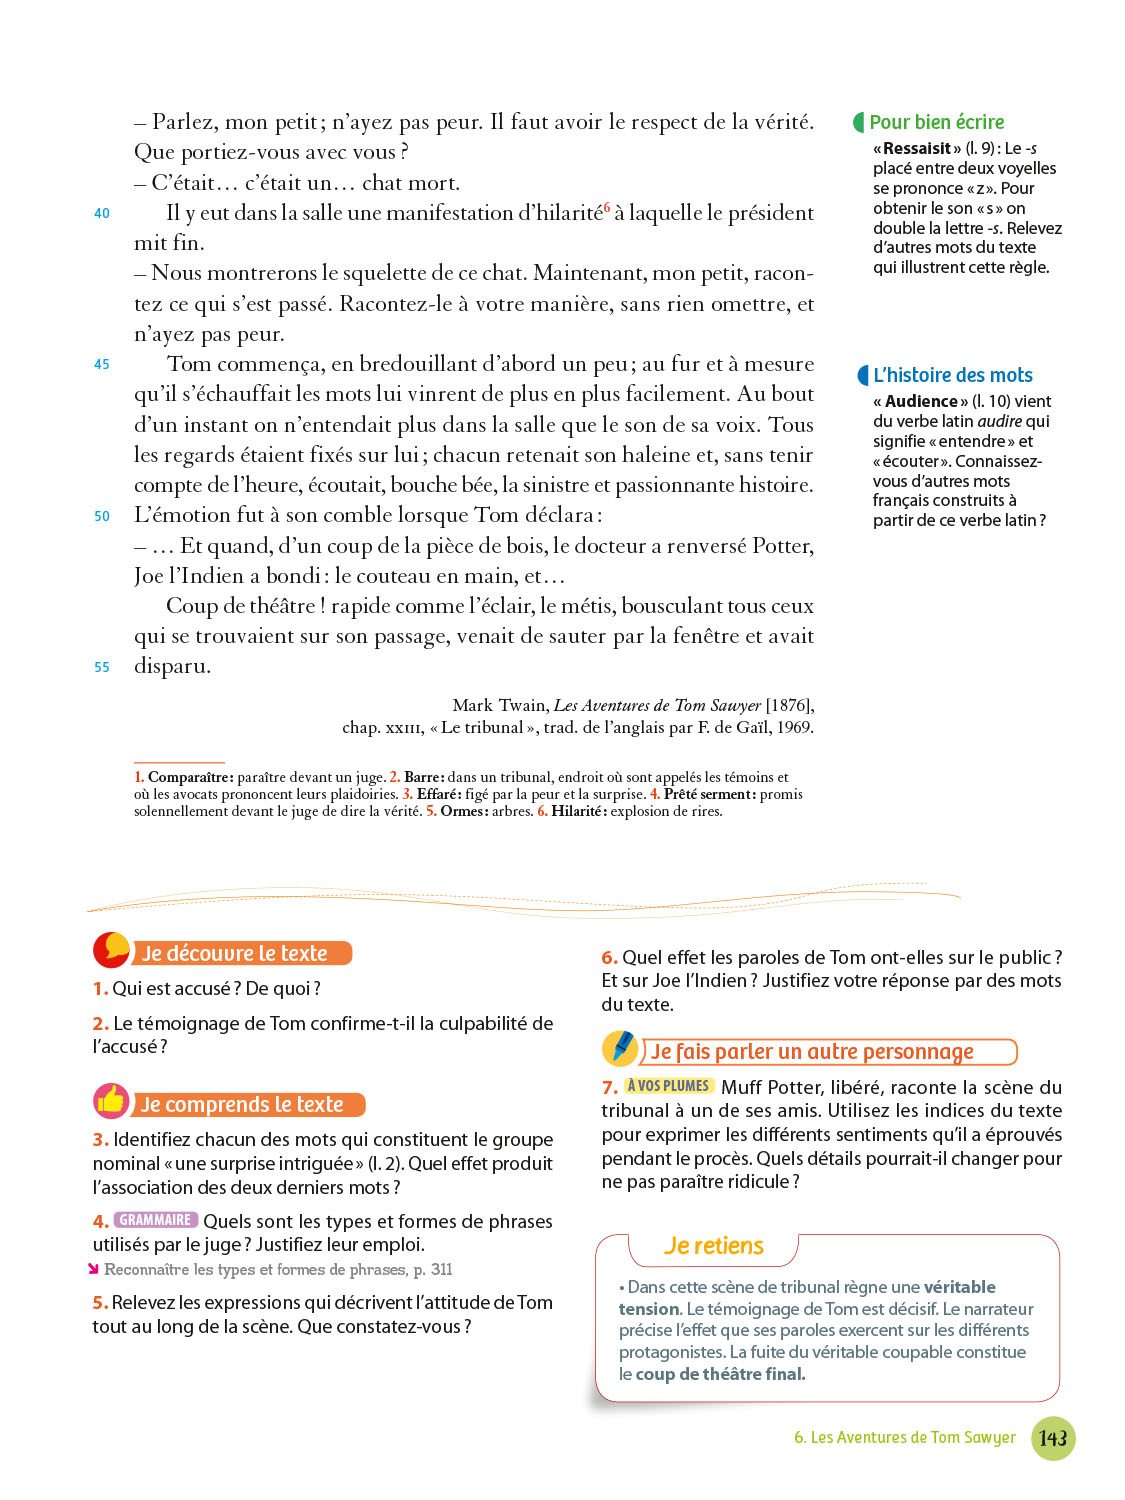 – Parlez, mon petit ; n’ayez pas peur. Il faut avoir le respect de la vérité.
Que portiez-vous avec vous ?
– C’était… c’était un… chat mort.
40 Il y eut dans la salle une manifestation d’hilarité6 à laquelle le président
mit fin.
– Nous montrerons le squelette de ce chat. Maintenant, mon petit, racon-
tez ce qui s’est passé. Racontez-le à votre manière, sans rien omettre, et
n’ayez pas peur.
45 Tom commença, en bredouillant d’abord un peu ; au fur et à mesure
qu’il s’échauffait les mots lui vinrent de plus en plus facilement. Au bout
d’un instant on n’entendait plus dans la salle que le son de sa voix. Tous
les regards étaient fixés sur lui ; chacun retenait son haleine et, sans tenir
compte de l’heure, écoutait, bouche bée, la sinistre et passionnante histoire.
50 L’émotion fut à son comble lorsque Tom déclara :
– … Et quand, d’un coup de la pièce de bois, le docteur a renversé Potter,
Joe l’Indien a bondi : le couteau en main, et…
Coup de théâtre ! rapide comme l’éclair, le métis, bousculant tous ceux
qui se trouvaient sur son passage, venait de sauter par la fenêtre et avait
55 disparu.
Mark Twain, Les Aventures de Tom Sawyer [1876],
chap. XXIII, « Le tribunal », trad. de l’anglais par F. de Gaïl, 1969.
1. Comparaître : paraître devant un juge. 2. Barre : dans un tribunal, endroit où sont appelés les témoins et
où les avocats prononcent leurs plaidoiries. 3. Effaré : figé par la peur et la surprise. 4. Prêté serment : promis
solennellement devant le juge de dire la vérité. 5. Ormes : arbres. 6. Hilarité : explosion de rires.
Pour bien écrire
« Ressaisit » (l. 9) : Le -s
placé entre deux voyelles
se prononce « z ». Pour
obtenir le son « s » on
double la lettre -s. Relevez
d’autres mots du texte
qui illustrent cette règle.
L’histoire des mots
« Audience » (l. 10) vient
du verbe latin audire qui
signifie « entendre » et
« écouter ». Connaissez-
vous d’autres mots
français construits à
partir de ce verbe latin ?
Je découvre le texte
1. Qui est accusé ? De quoi ?
2. Le témoignage de Tom confirme-t-il la culpabilité de
l’accusé ?
Je comprends le texte
3. Identifiez chacun des mots qui constituent le groupe
nominal « une surprise intriguée » (l. 2). Quel effet produit
l’association des deux derniers mots ?
4. GRAMMAIRE Quels sont les types et formes de phrases
utilisés par le juge ? Justifiez leur emploi.
Reconnaître les types et formes de phrases, p. 311
5. Relevez les expressions qui décrivent l’attitude de Tom
tout au long de la scène. Que constatez-vous ?
6. Quel effet les paroles de Tom ont-elles sur le public ?
Et sur Joe l’Indien ? Justifiez votre réponse par des mots
du texte.
Je fais parler un autre personnage
7. À VOS PLUMES Muff Potter, libéré, raconte la scène du
tribunal à un de ses amis. Utilisez les indices du texte
pour exprimer les différents sentiments qu’il a éprouvés
pendant le procès. Quels détails pourrait-il changer pour
ne pas paraître ridicule ?
Je retiens
• Dans cette scène de tribunal règne une véritable
tension. Le témoignage de Tom est décisif. Le narrateur
précise l’effet que ses paroles exercent sur les différents
protagonistes. La fuite du véritable coupable constitue
le coup de théâtre final.
6. Les Aventures de Tom Sawyer 143